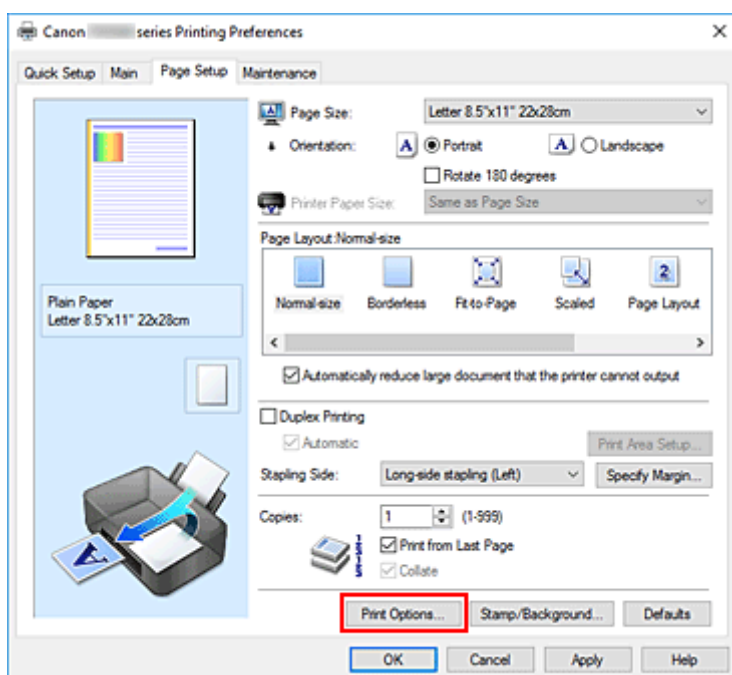 Canon series Printing Preferences
Quick Setup Main Page Setup Maintenance
Page Size: Letter 8.5"x11" 22x28cm
Orientation: A Portrait A Landscape
Rotate 180 degrees
Printer Paper Size: Same as Page Size
Page Layout:Normal-size
2
Normal-size Borderless Fit-to-Page Scaled Page Layout
Plain Paper
Letter 8.5"x11" 22x28cm
Automatically reduce large document that the printer cannot output
Duplex Printing
Automatic Print Area Setup...
Stapling Side: Long-side stapling (Left) Specify Margin...
Copies: 1 (1-999)
Print from Last Page
Collate
A
Print Options... Stamp/Background... Defaults
OK Cancel Apply Help